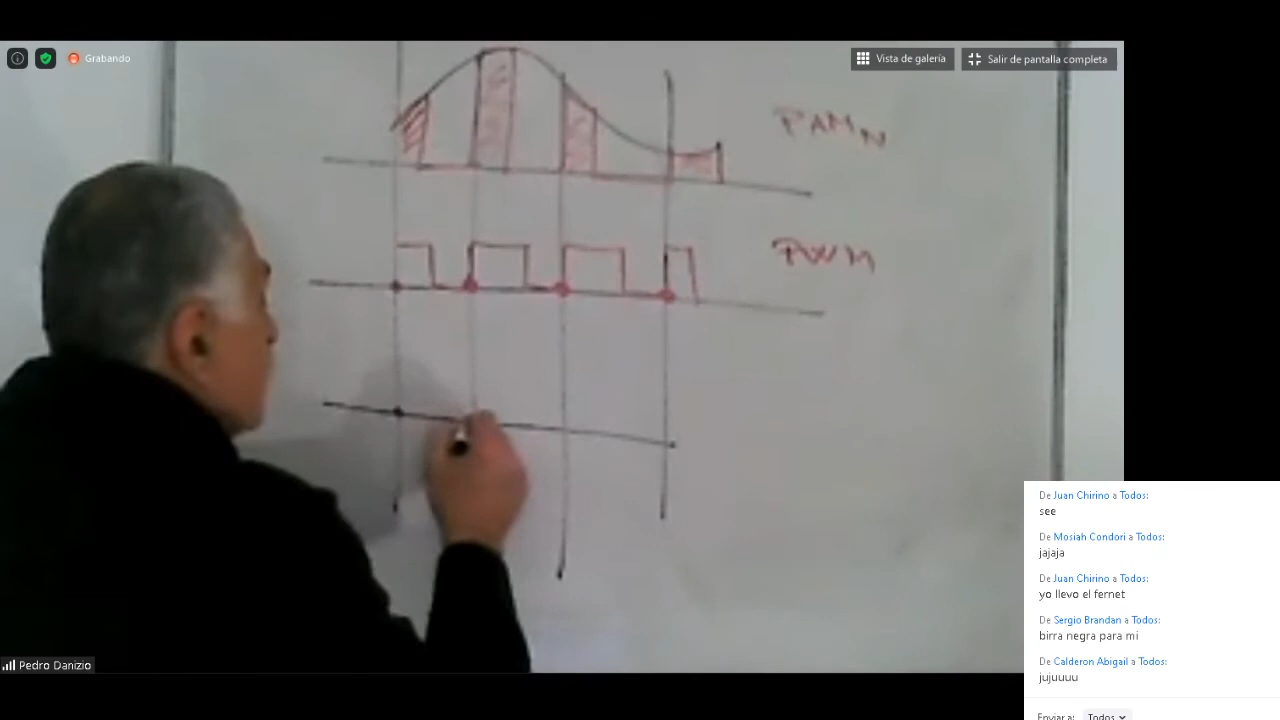 Grabando
Vista de galería
Salir de pantalla completa
PAM N
PWM
De Juan Chirino a Todos:
see
De Mosiah Condori a Todos:
jajaja
De Juan Chirino a Todos:
yo llevo el fernet
De Sergio Brandan a Todos:
birra negra para mi
De Calderon Abigail a Todos:
jujuuuu
Pedro Danizio
Enviar a: Todos